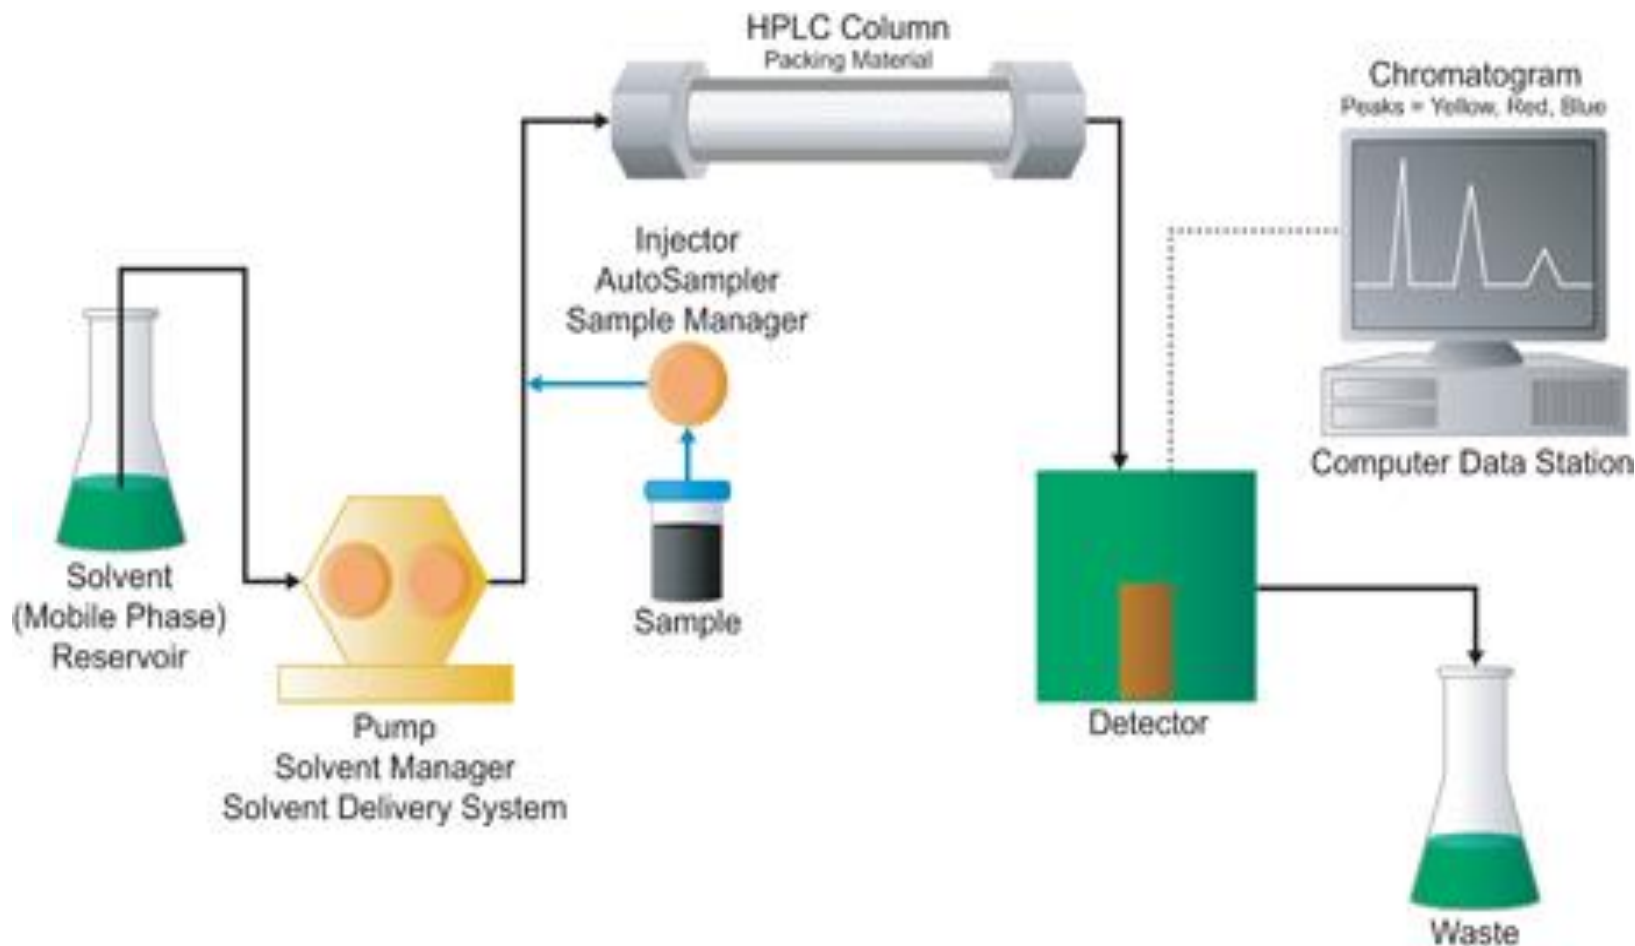 HPLC Column
Packing Material
Chromatogram
Peaks = Yellow, Red, Blue
Injector
AutoSampler
Sample Manager
Computer Data Station
Solvent
(Mobile Phase)
Reservoir
Sample
Pump
Solvent Manager
Solvent Delivery System
Detector
Waste